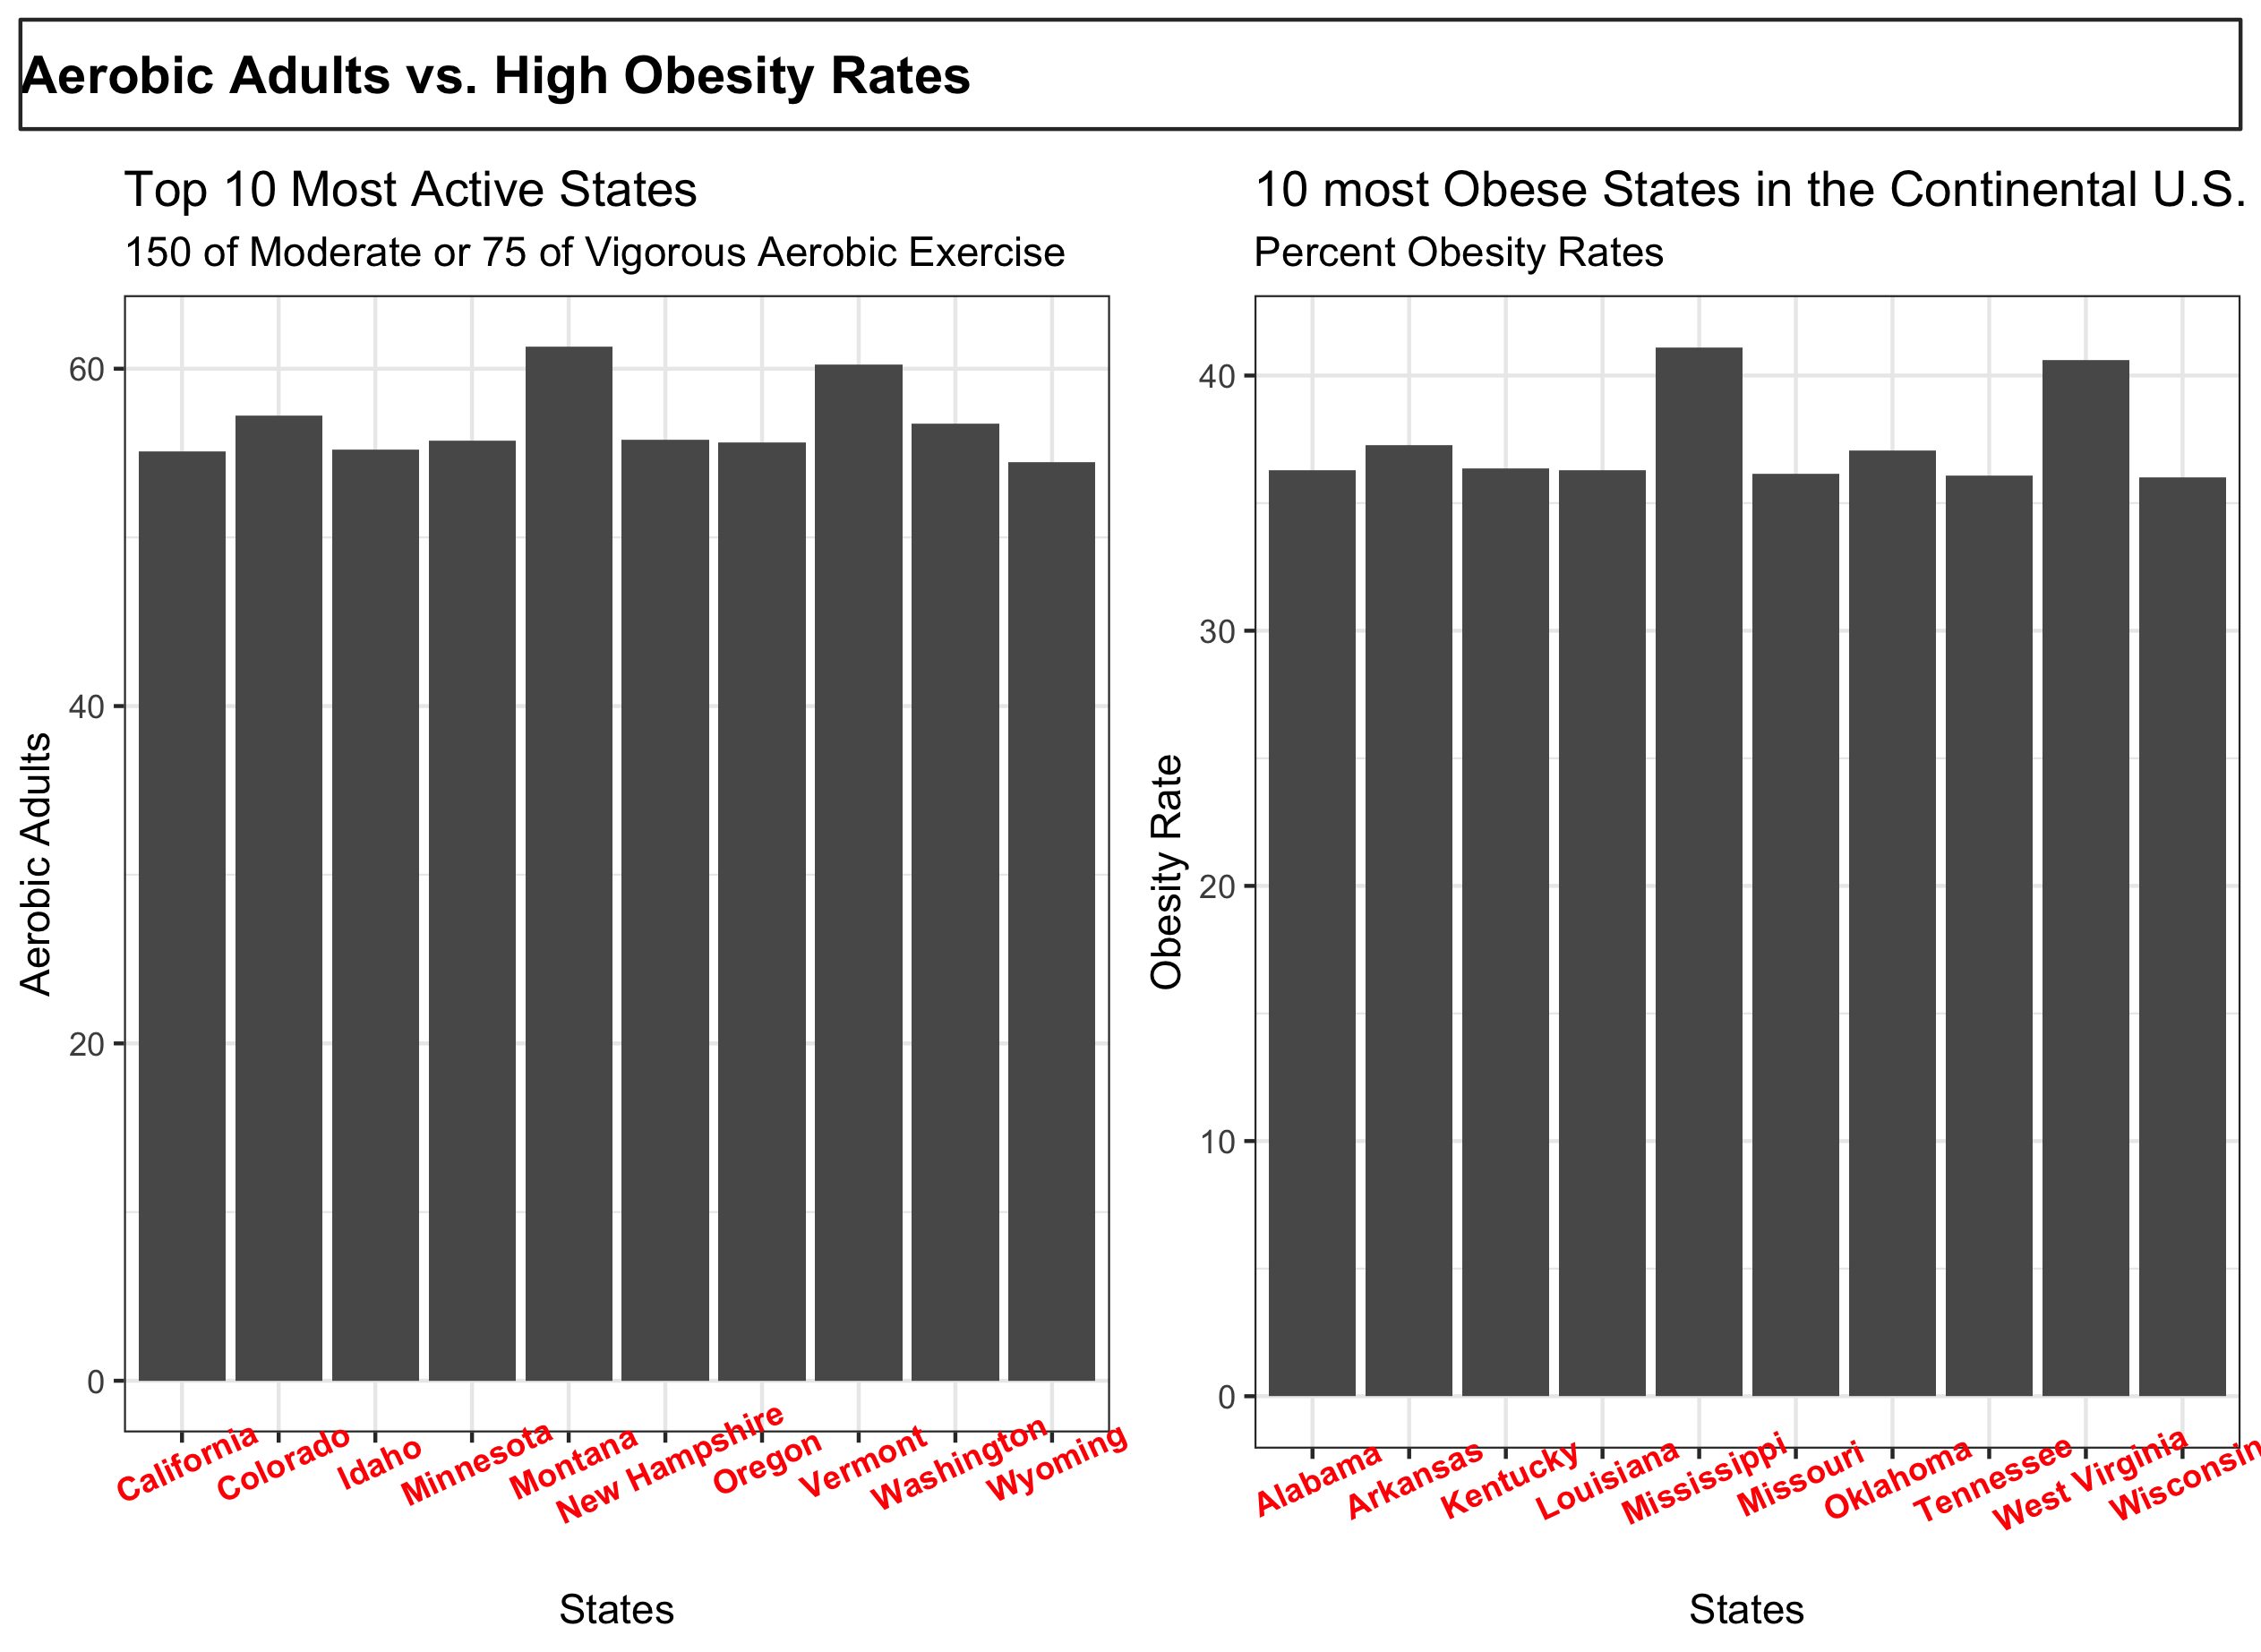 Aerobic Adults vs. High Obesity Rates
Top 10 Most Active States
150 of Moderate or 75 of Vigorous Aerobic Exercise
60
40
20
0
Aerobic Adults
California
Colorado
Idaho
Minnesota
Montana
New Hampshire
Oregon
Vermont
Washington
Wyoming
States
10 most Obese States in the Continental U.S.
Percent Obesity Rates
40
30
20
10
0
Obesity Rate
Alabama
Arkansas
Kentucky
Louisiana
Mississippi
Missouri
Oklahoma
Tennessee
West Virginia
Wisconsin
States